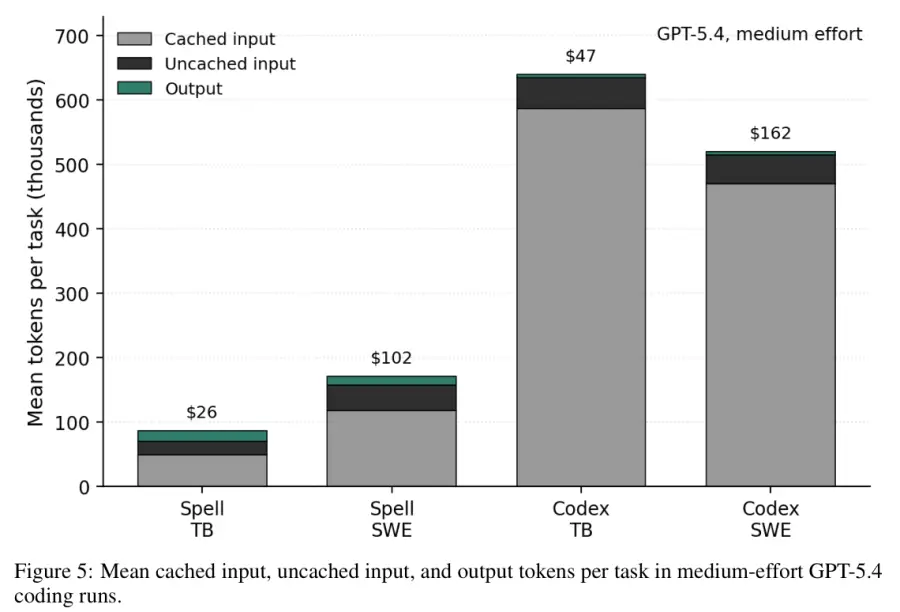 Mean tokens per task (thousands)
700
600
500
400
300
200
100
0
Cached input
Uncached input
Output
GPT-5.4, medium effort
$26
$102
$47
$162
Spell
TB
Spell
SWE
Codex
TB
Codex
SWE
Figure 5: Mean cached input, uncached input, and output tokens per task in medium-effort GPT-5.4
coding runs.